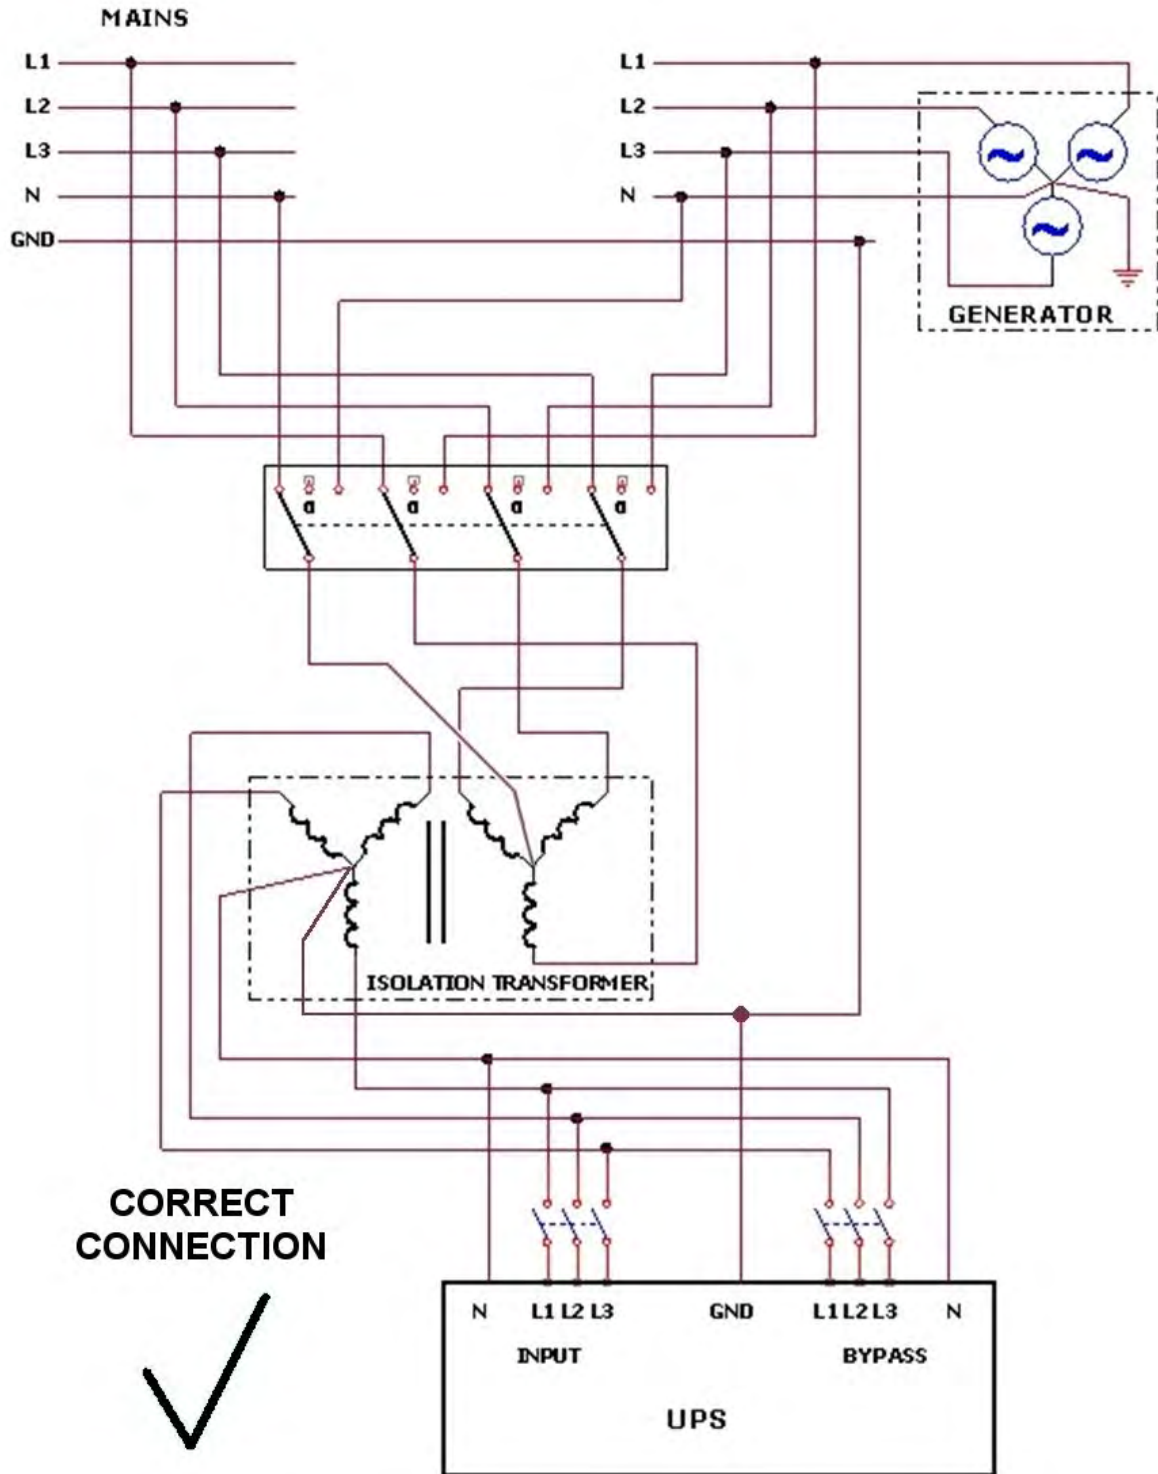 MAINS
L1
L2
L3
N
GND
L1
L2
L3
N
GENERATOR
ISOLATION TRANSFORMER
CORRECT
CONNECTION
N L1 L2 L3 GND L1 L2 L3 N
INPUT BYPASS
UPS